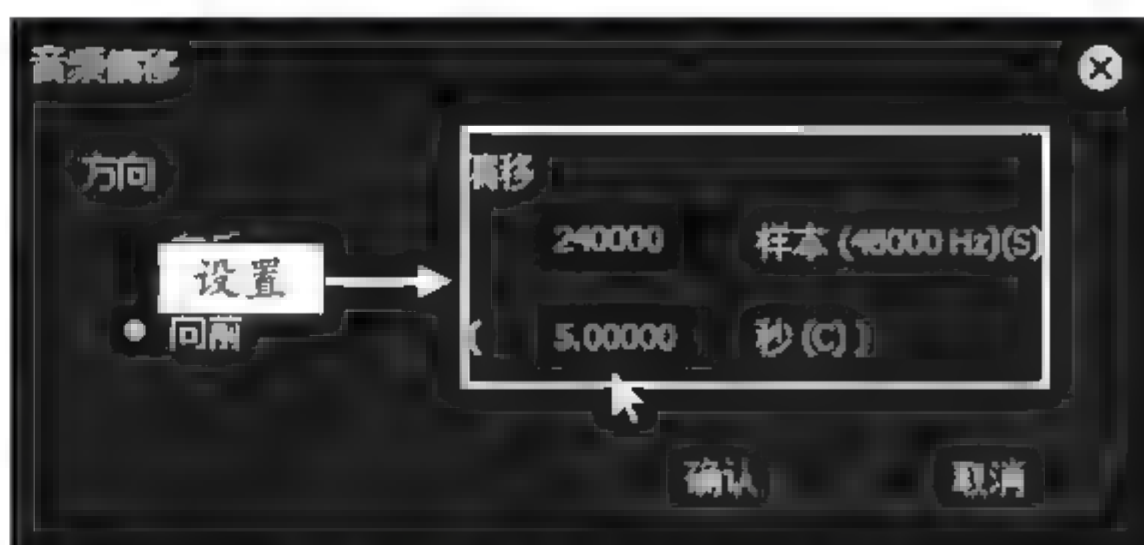 音频偏移
方向
偏移
240000 样本 (48000 Hz)(S)
设置
向前
5.00000 秒 (C)
确认 取消